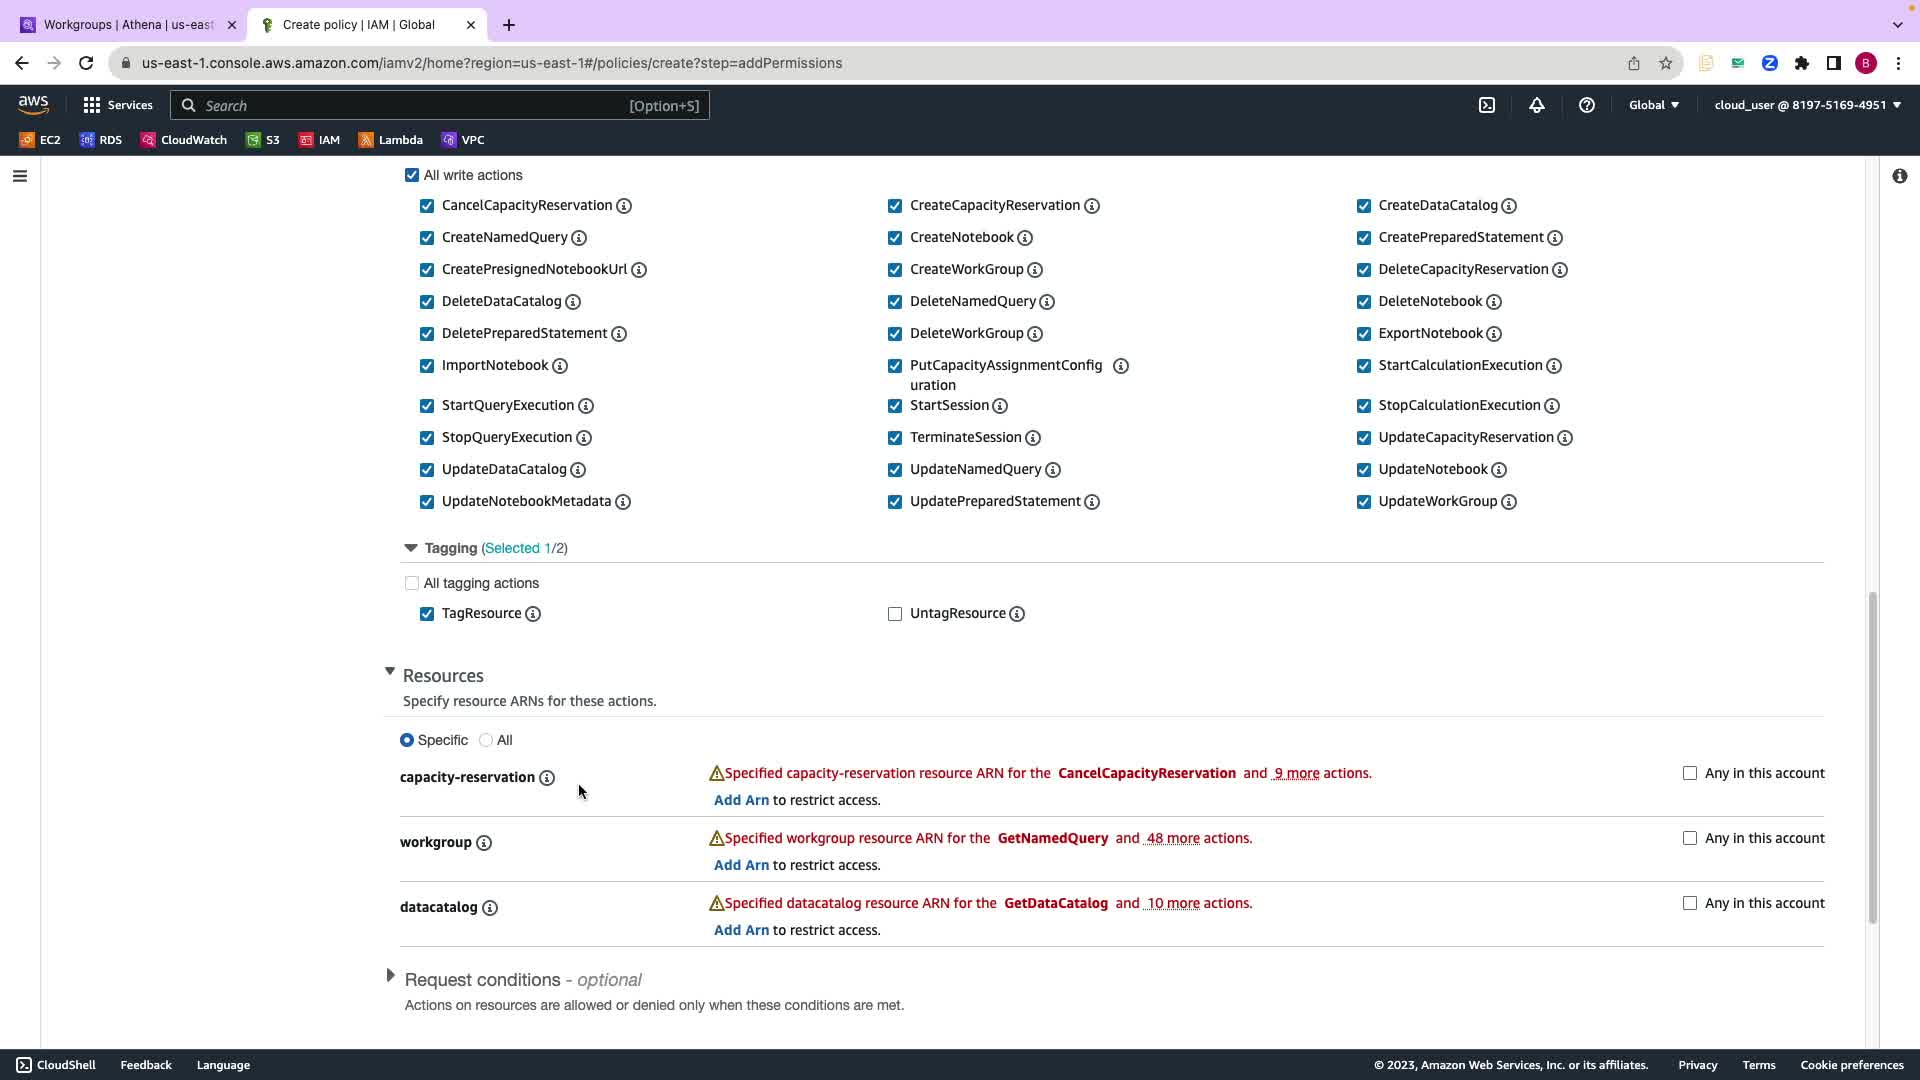 Workgroups | Athena | us-east
Create policy | IAM | Global
us-east-1.console.aws.amazon.com/iamv2/home?region=us-east-1#/policies/create?step=addPermissions
B
aws Services Search [Option+S] Global cloud_user @ 8197-5169-4951
EC2 RDS CloudWatch S3 IAM Lambda VPC
All write actions
CancelCapacityReservation CreateCapacityReservation CreateDataCatalog
CreateNamedQuery CreateNotebook CreatePreparedStatement
CreatePresignedNotebookUrl CreateWorkGroup DeleteCapacityReservation
DeleteDataCatalog DeleteNamedQuery DeleteNotebook
DeletePreparedStatement DeleteWorkGroup ExportNotebook
ImportNotebook PutCapacityAssignmentConfig StartCalculationExecution
uration
StartQueryExecution StartSession StopCalculationExecution
StopQueryExecution TerminateSession UpdateCapacityReservation
UpdateDataCatalog UpdateNamedQuery UpdateNotebook
UpdateNotebookMetadata UpdatePreparedStatement UpdateWorkGroup
Tagging (Selected 1/2)
All tagging actions
TagResource UntagResource
Resources
Specify resource ARNs for these actions.
Specific All
capacity-reservation Specified capacity-reservation resource ARN for the CancelCapacityReservation and 9 more actions. Any in this account
Add Arn to restrict access.
workgroup Specified workgroup resource ARN for the GetNamedQuery and 48 more actions. Any in this account
Add Arn to restrict access.
datacatalog Specified datacatalog resource ARN for the GetDataCatalog and 10 more actions. Any in this account
Add Arn to restrict access.
Request conditions - optional
Actions on resources are allowed or denied only when these conditions are met.
CloudShell Feedback Language © 2023, Amazon Web Services, Inc. or its affiliates. Privacy Terms Cookie preferences